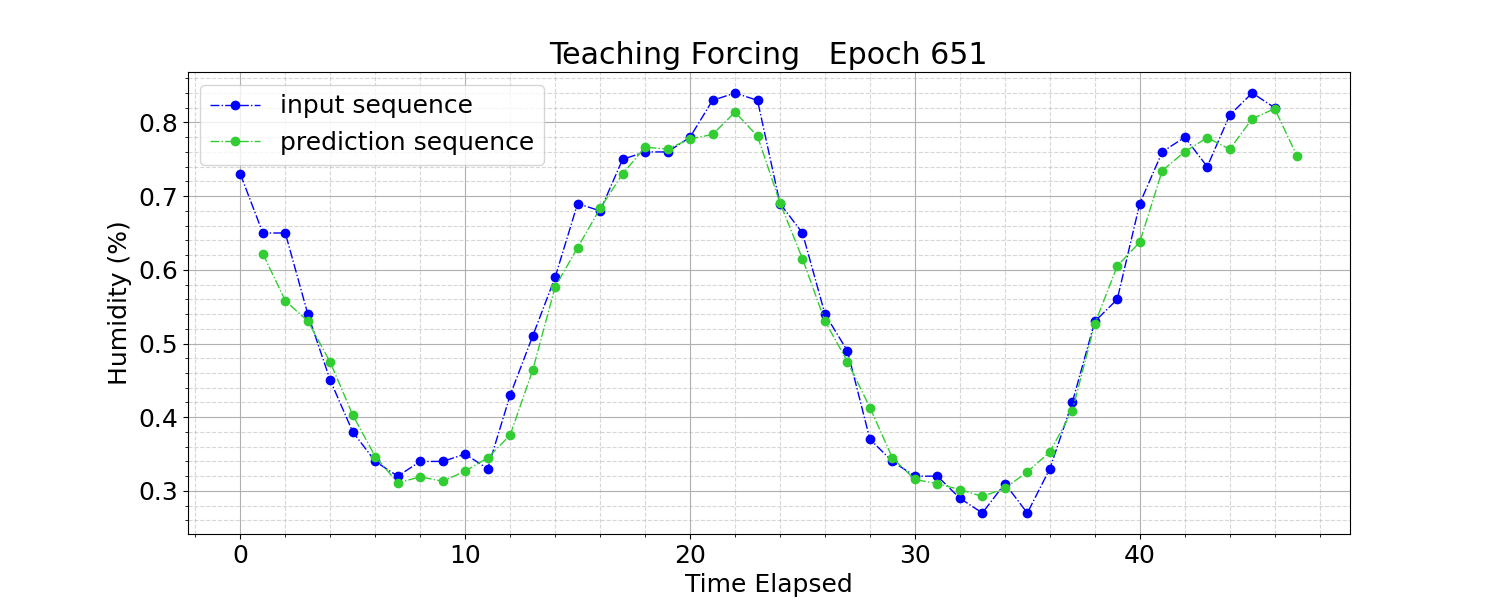 Teaching Forcing   Epoch 651
input sequence
prediction sequence
Humidity (%)
0.8
0.7
0.6
0.5
0.4
0.3
0 10 20 30 40
Time Elapsed